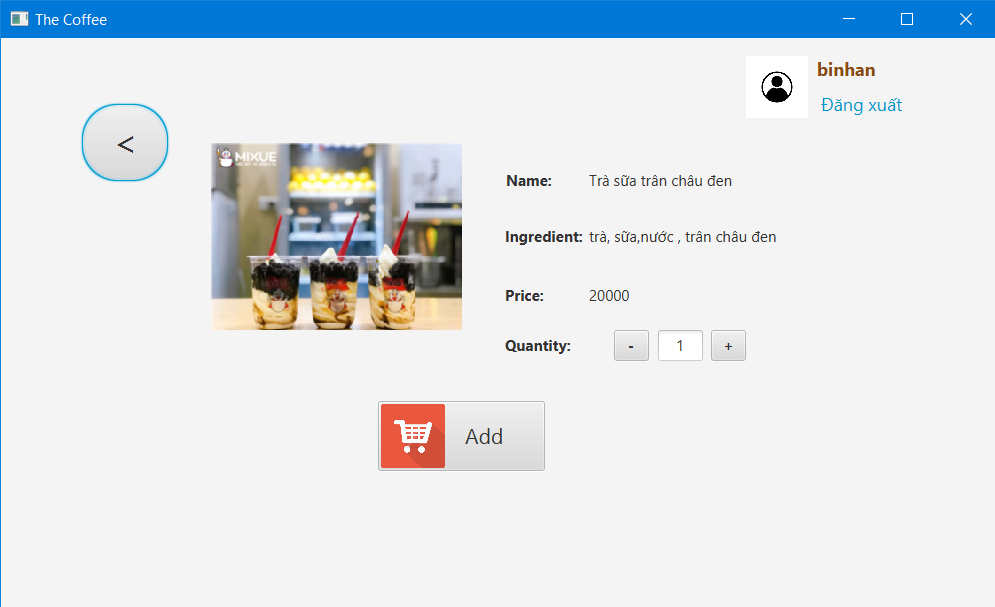 The Coffee
binhan
Đăng xuất
<
MIXUE
Name: Trà sữa trân châu đen
Ingredient: trà, sữa,nước , trân châu đen
Price: 20000
Quantity: - 1 +
Add